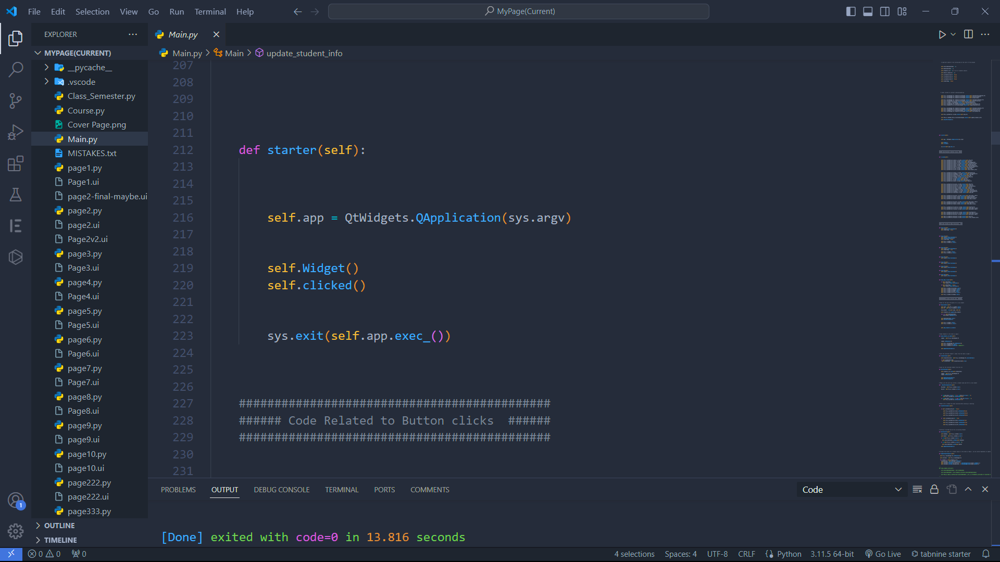 File Edit Selection View Go Run Terminal Help
MyPage(Current)
EXPLORER
Main.py
MYPAGE(CURRENT)
Main.py > Main > update_student_info
__pycache__
.vscode
Class_Semester.py
Course.py
Cover Page.png
Main.py
MISTAKES.txt
page1.py
Page1.ui
page2-final-maybe.ui
page2.py
page2.ui
Page2v2.ui
page3.py
Page3.ui
page4.py
Page4.ui
page5.py
Page5.ui
page6.py
Page6.ui
page7.py
Page7.ui
page8.py
Page8.ui
page9.py
page9.ui
page10.py
page10.ui
page222.py
page222.ui
page333.py
OUTLINE
TIMELINE
1
207
208
209
210
211
212 def starter(self):
213
214
215
216 self.app = QtWidgets.QApplication(sys.argv)
217
218
219 self.Widget()
220 self.clicked()
221
222
223 sys.exit(self.app.exec_())
224
225
226
227 ############################################
228 ###### Code Related to Button clicks  ######
229 ############################################
230
231
PROBLEMS OUTPUT DEBUG CONSOLE TERMINAL PORTS COMMENTS
Code
[Done] exited with code=0 in 13.816 seconds
0 0 0 4 selections Spaces: 4 UTF-8 CRLF Python 3.11.5 64-bit Go Live tabnine starter